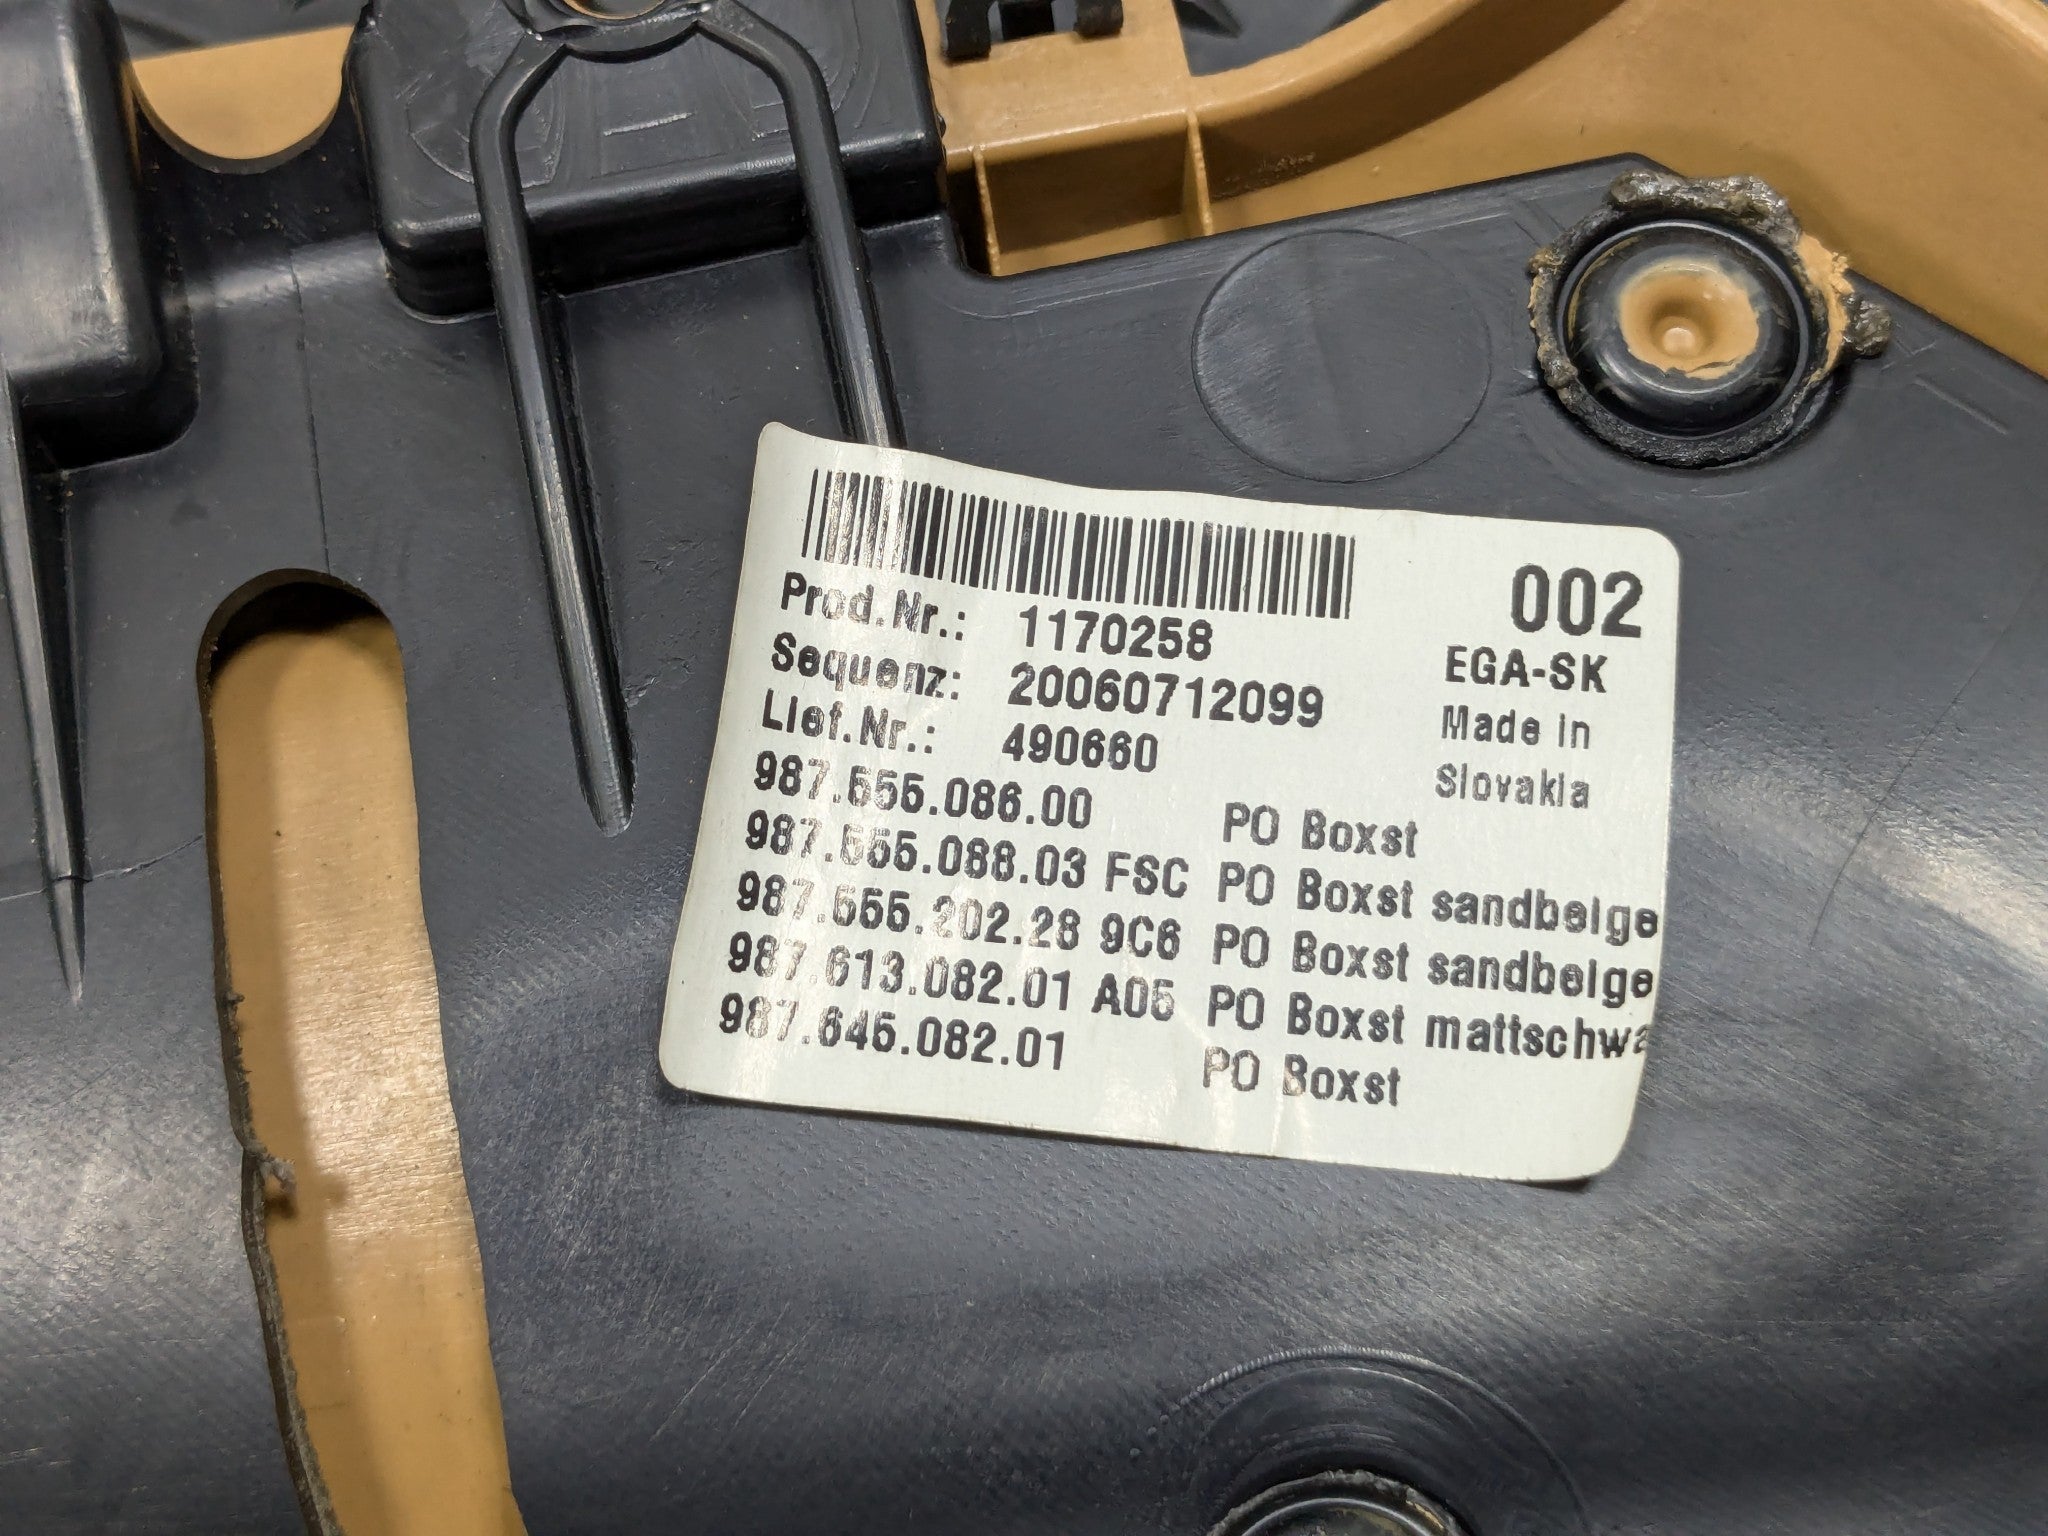 002
Prod.Nr.: 1170258 EGA-SK
Sequenz: 20060712099 Made in
Lief.Nr.: 490660 Slovakia
987.555.086.00 PO Boxst
987.555.088.03 FSC PO Boxst sandbeige
987.555.202.28 9C6 PO Boxst sandbeige
987.613.082.01 A05 PO Boxst mattschwa
987.645.082.01 PO Boxst